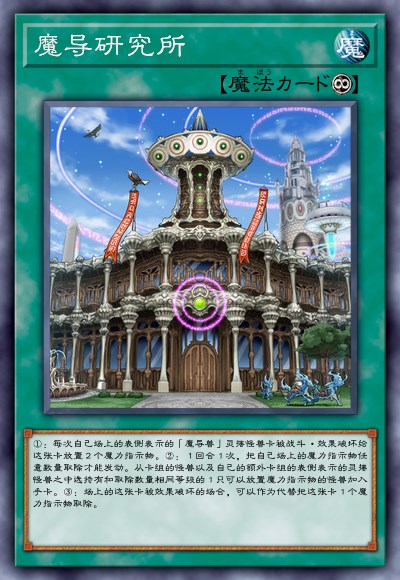 魔导研究所
魔
まほう
【魔法カード】
①：每次自己场上的表侧表示的「魔导兽」灵摆怪兽卡被战斗·效果破坏给
这张卡放置2个魔力指示物。②：1回合1次，把自己场上的魔力指示物任
意数量取除才能发动。从卡组的怪兽以及自己的额外卡组的表侧表示的灵摆
怪兽之中选持有和取除数量相同等级的1只可以放置魔力指示物的怪兽加入
手卡。③：场上的这张卡被效果破坏的场合，可以作为代替把这张卡1个魔
力指示物取除。